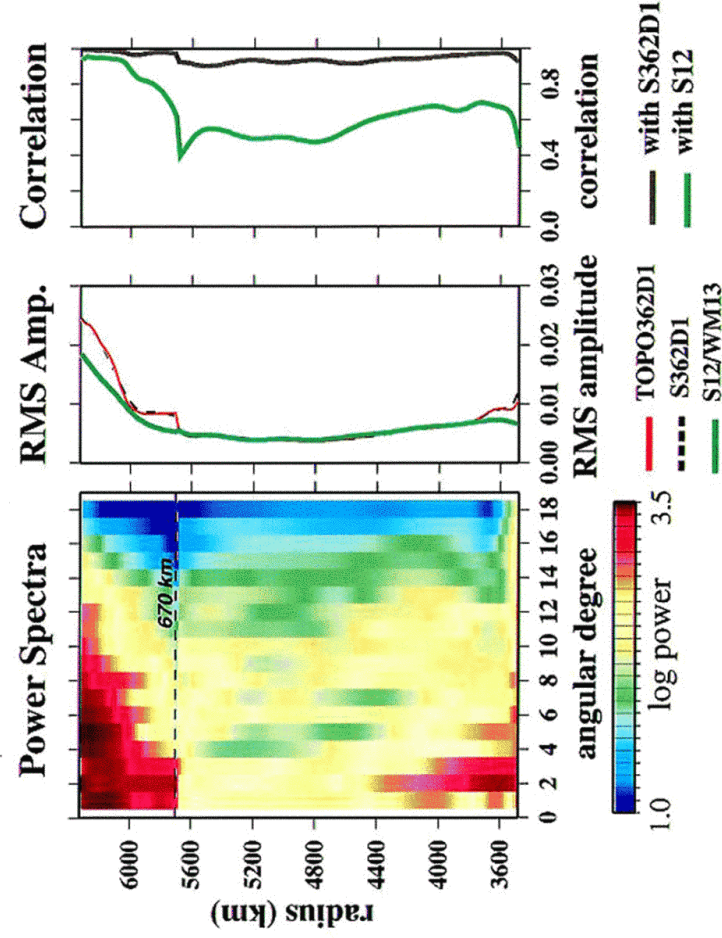 Power Spectra
RMS Amp.
Correlation
radius (km)
6000
5600
5200
4800
4400
4000
3600
670 km
0 2 4 6 8 10 12 14 16 18
angular degree
0.00 0.01 0.02 0.03
RMS amplitude
0.0 0.4 0.8
correlation
1.0 3.5
log power
TOPO362D1
S362D1
S12/WM13
with S362D1
with S12